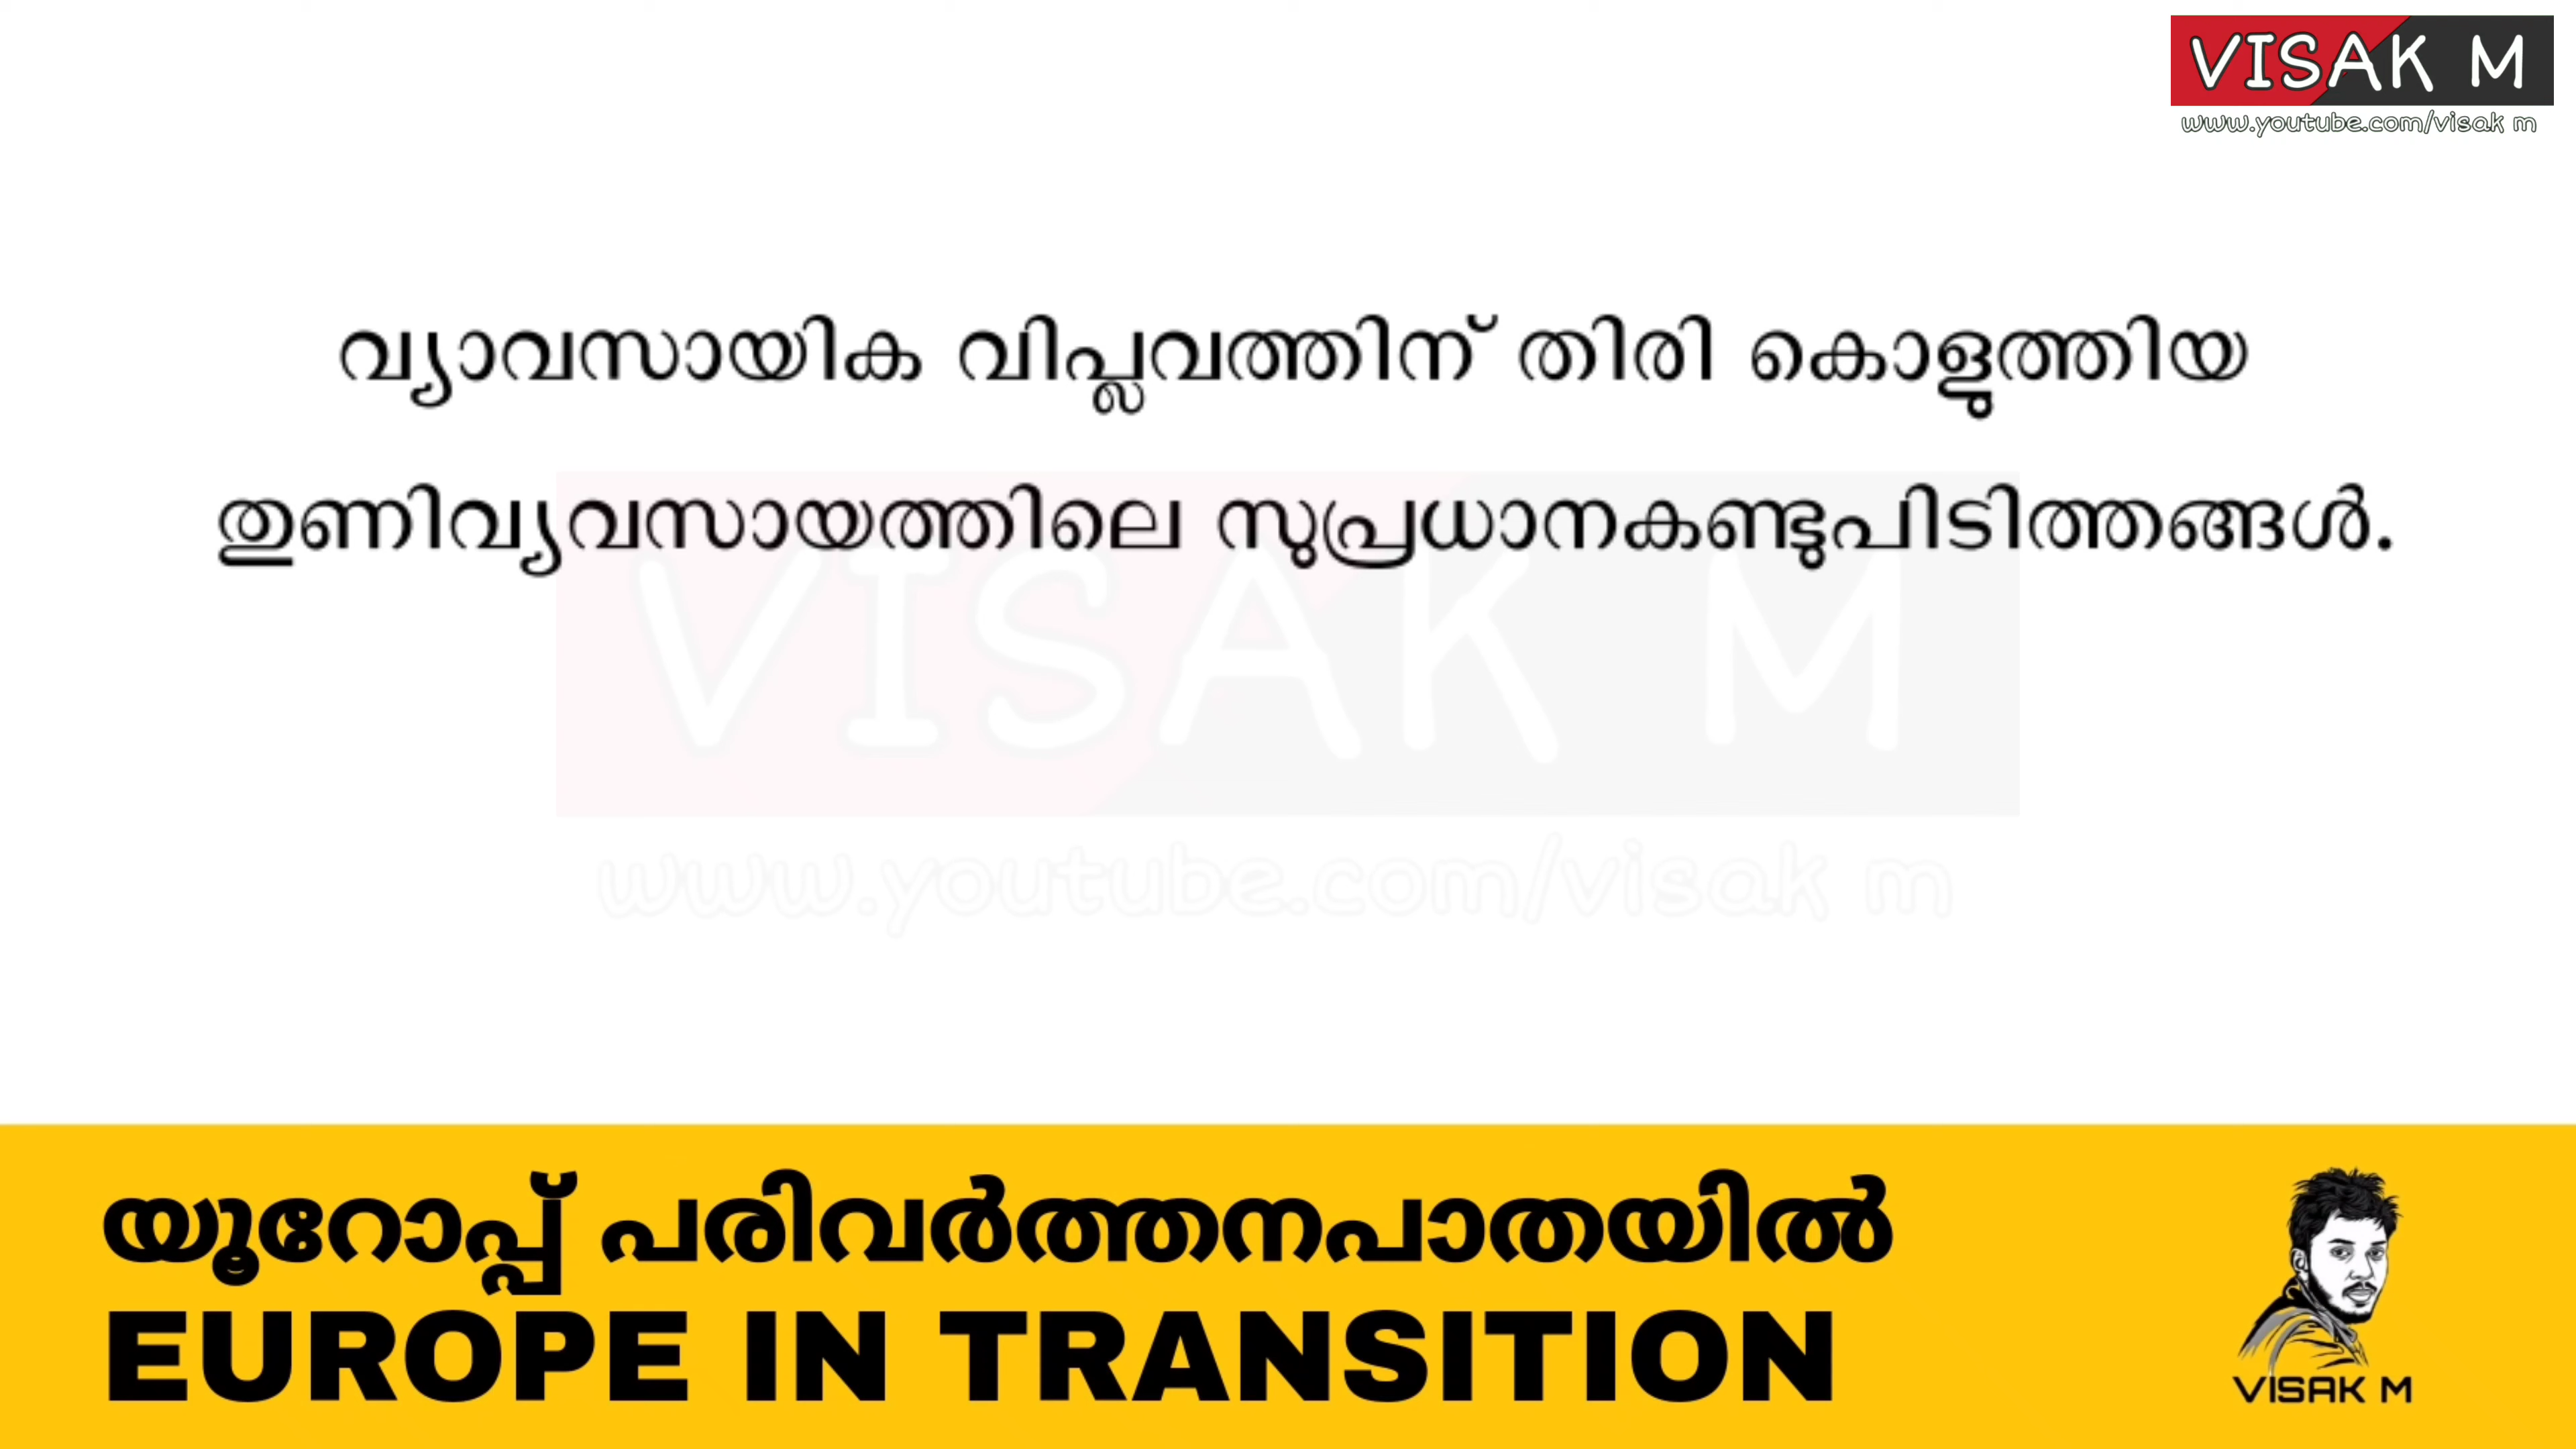 VISAK M
www.youtube.com/visak m
വ്യാവസായിക വിപ്ലവത്തിന് തിരി കൊളുത്തിയ
തുണിവ്യവസായത്തിലെ സുപ്രധാനകണ്ടുപിടിത്തങ്ങൾ.
VISAK M
www.youtube.com/visak m
യൂറോപ്പ് പരിവർത്തനപാതയിൽ
EUROPE IN TRANSITION
VISAK M